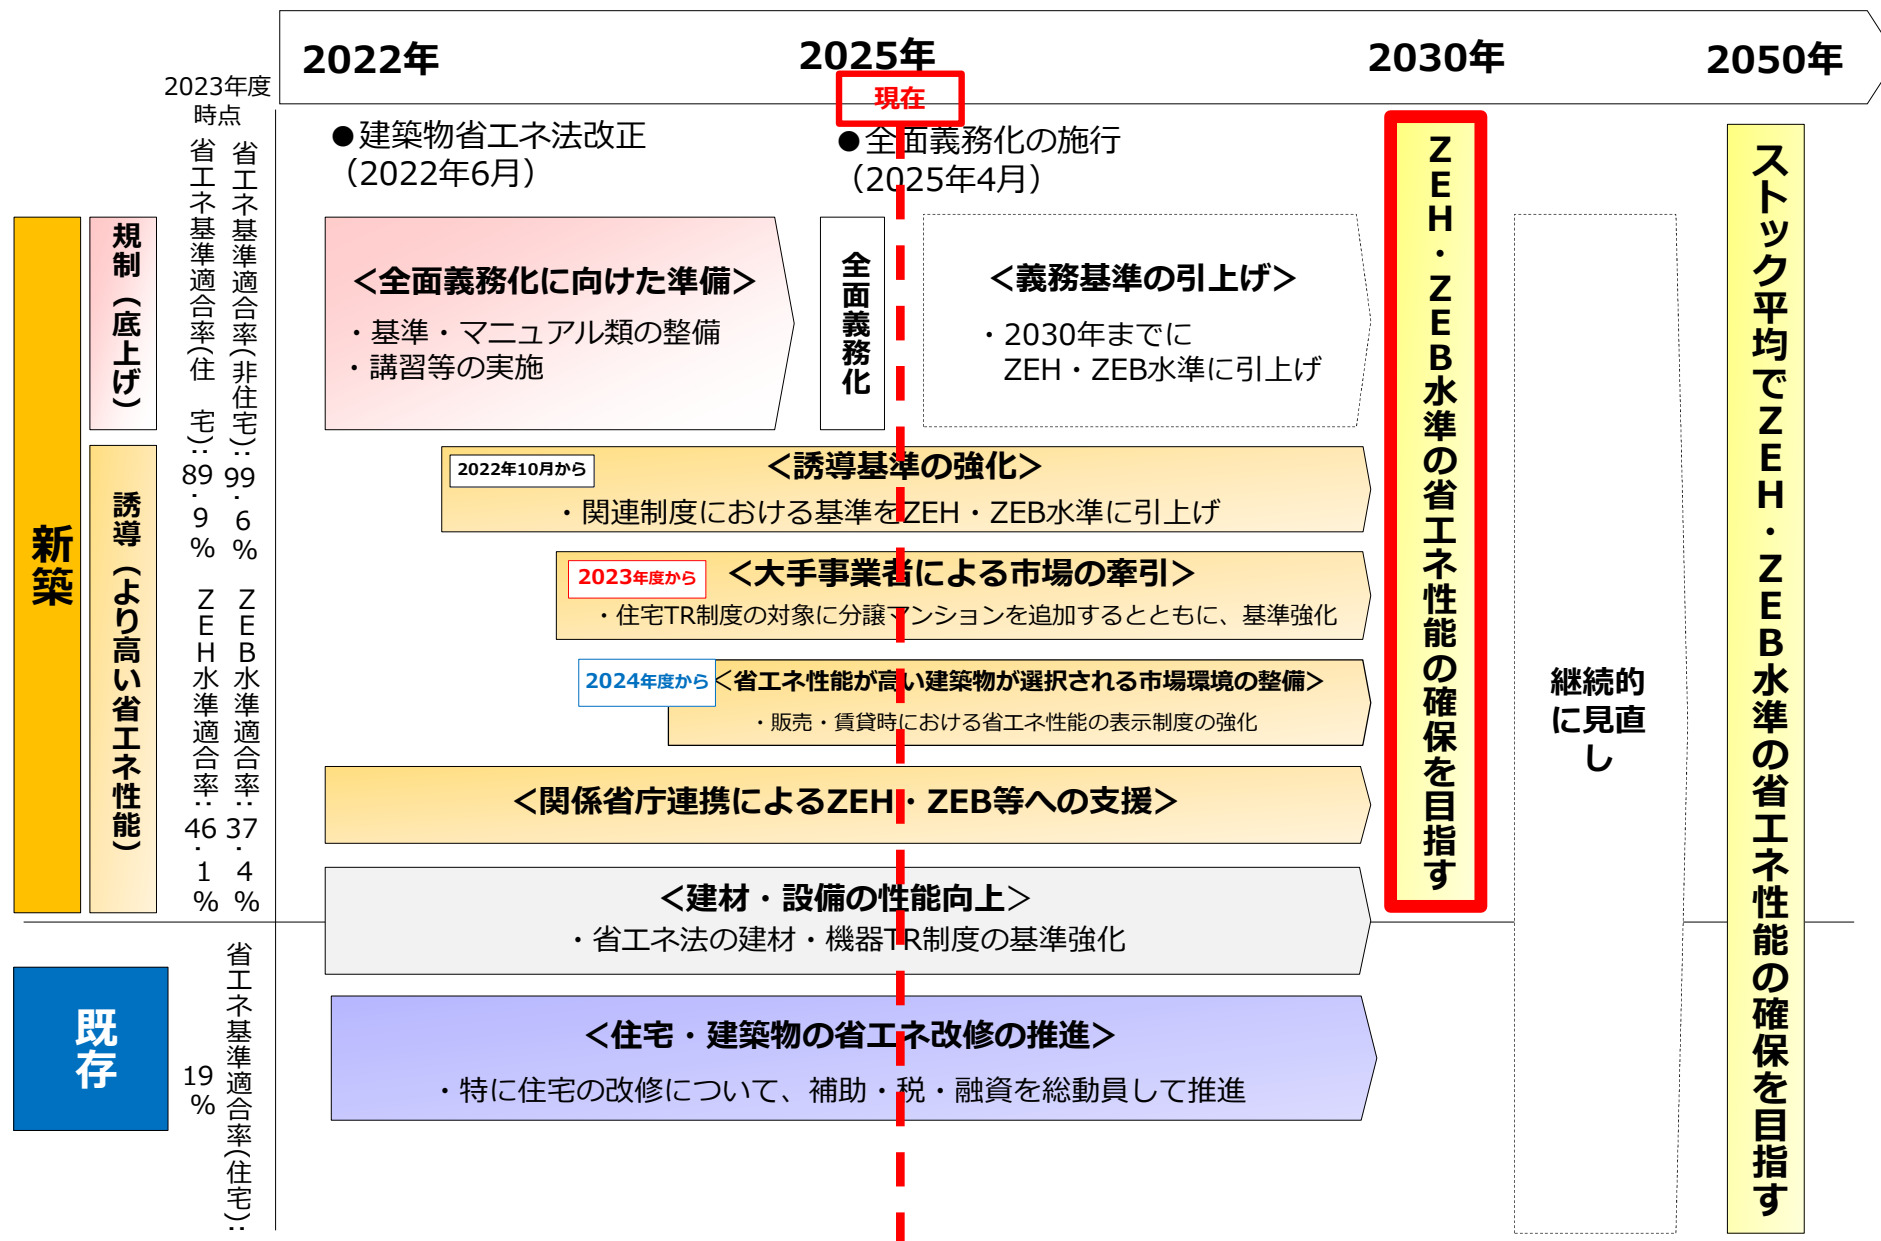 2022年
2025年
2030年
2050年
現在
2023年度
時点
●建築物省エネ法改正
(2022年6月)
●全面義務化の施行
(2025年4月)
新築
規制（底上げ）
誘導（より高い省エネ性能）
省エネ基準適合率(住　宅)：89.9%　ZEH水準適合率：46.1%
省エネ基準適合率(非住宅)：99.6%　ZEB水準適合率：37.4%
＜全面義務化に向けた準備＞
・基準・マニュアル類の整備
・講習等の実施
全面義務化
＜義務基準の引上げ＞
・2030年までに
ZEH・ZEB水準に引上げ
2022年10月から
＜誘導基準の強化＞
・関連制度における基準をZEH・ZEB水準に引上げ
2023年度から
＜大手事業者による市場の牽引＞
・住宅TR制度の対象に分譲マンションを追加するとともに、基準強化
2024年度から
＜省エネ性能が高い建築物が選択される市場環境の整備＞
・販売・賃貸時における省エネ性能の表示制度の強化
＜関係省庁連携によるZEH・ZEB等への支援＞
＜建材・設備の性能向上＞
・省エネ法の建材・機器TR制度の基準強化
既存
省エネ基準適合率(住宅)：
19%
＜住宅・建築物の省エネ改修の推進＞
・特に住宅の改修について、補助・税・融資を総動員して推進
ZEH・ZEB水準の省エネ性能の確保を目指す
継続的
に見直
し
ストック平均でZEH・ZEB水準の省エネ性能の確保を目指す